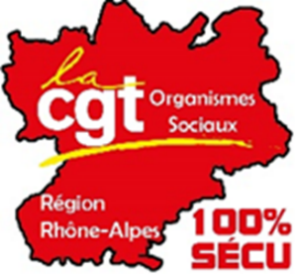 la
cgt Organismes
Sociaux
Région
Rhône-Alpes
100%
SÉCU